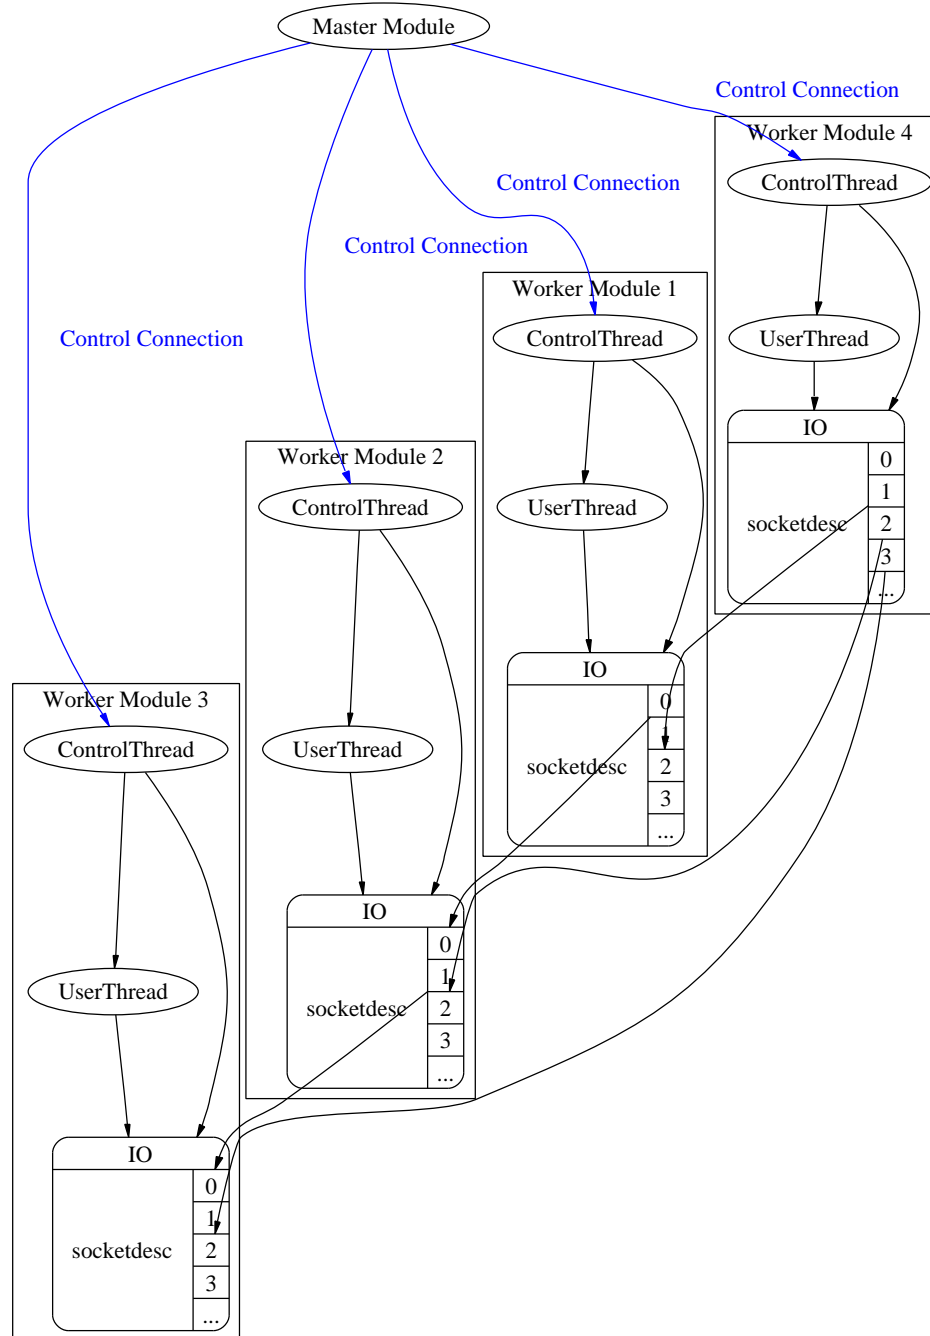 Master Module
Control Connection
Worker Module 4
ControlThread
Control Connection
Control Connection
Worker Module 1
ControlThread
UserThread
Control Connection
IO
0
1
socketdesc
2
3
...
Worker Module 2
ControlThread
UserThread
IO
0
1
socketdesc
2
3
...
Worker Module 3
ControlThread
UserThread
IO
0
1
socketdesc
2
3
...
UserThread
IO
0
1
socketdesc
2
3
...